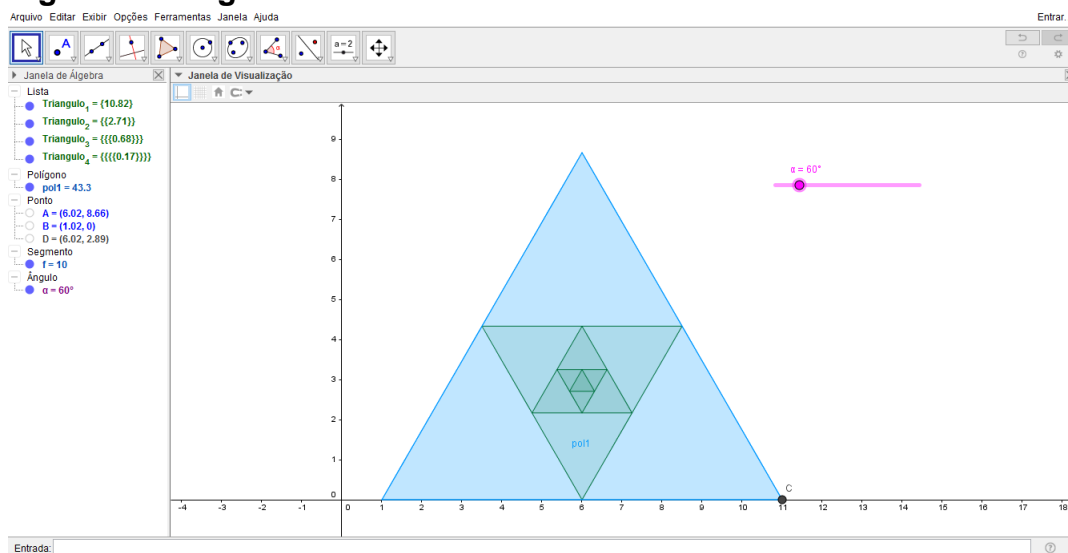 Arquivo Editar Exibir Opções Ferramentas Janela Ajuda Entrar.
A α a = 2
Janela de Álgebra
Janela de Visualização
Lista
Triangulo1 = {10.82}
Triangulo2 = {{2.71}}
Triangulo3 = {{{0.68}}}
Triangulo4 = {{{{0.17}}}}
Polígono
pol1 = 43.3
Ponto
A = (6.02, 8.66)
B = (1.02, 0)
D = (6.02, 2.89)
Segmento
f = 10
Ângulo
α = 60°
α = 60°
9
8
7
6
5
4
3
2
1
0
pol1
C
-4 -3 -2 -1 0 1 2 3 4 5 6 7 8 9 10 11 12 13 14 15 16 17 18
Entrada: